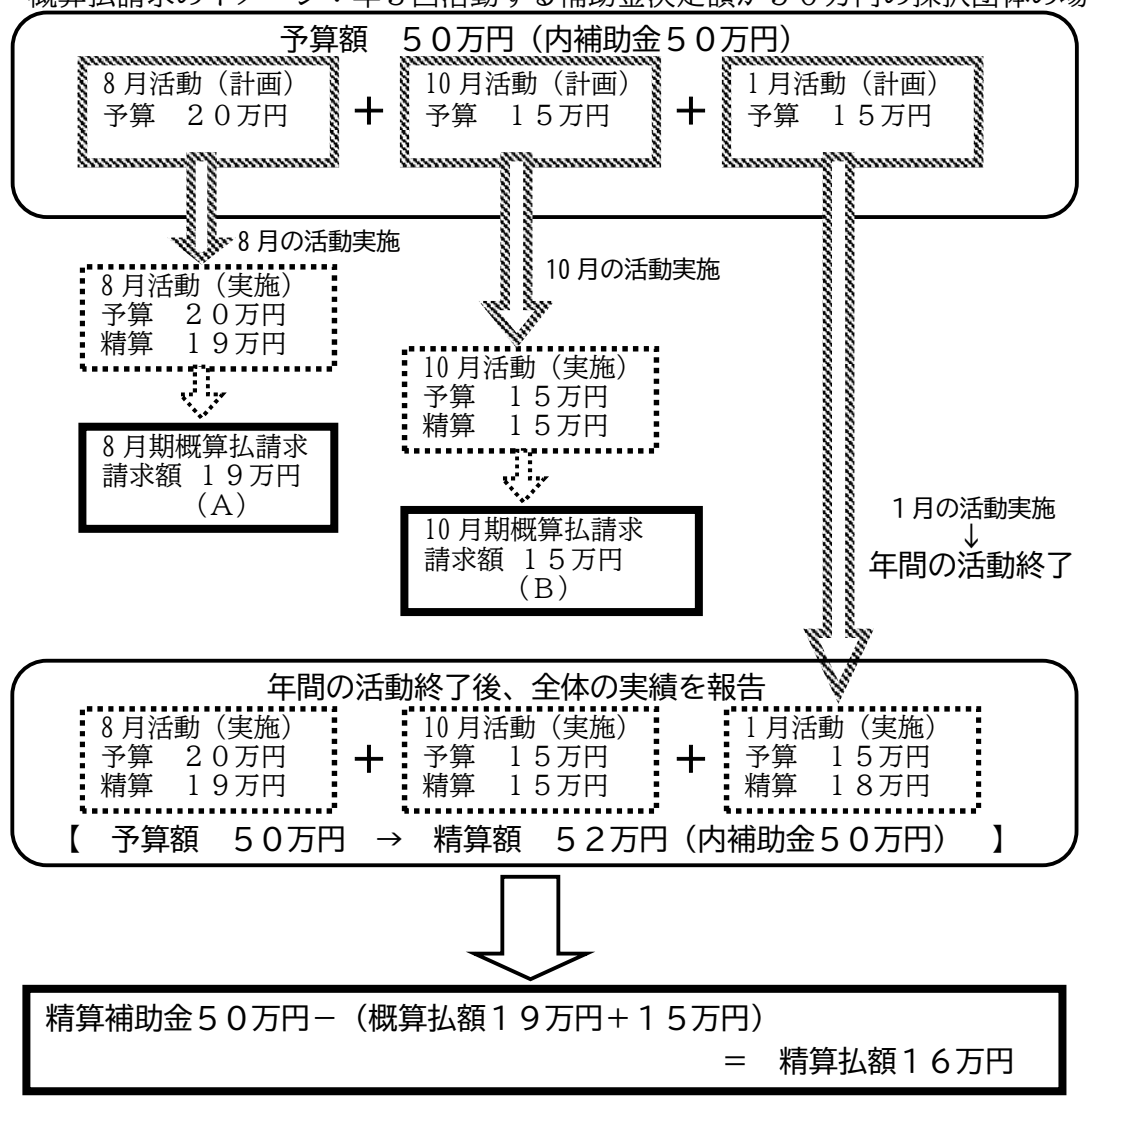 予算額　５０万円（内補助金５０万円）
8月活動（計画）
予算　２０万円
＋
10月活動（計画）
予算　１５万円
＋
1月活動（計画）
予算　１５万円
8月の活動実施
8月活動（実施）
予算　２０万円
精算　１９万円
8月期概算払請求
請求額 １９万円
（Ａ）
10月の活動実施
10月活動（実施）
予算　１５万円
精算　１５万円
10月期概算払請求
請求額 １５万円
（Ｂ）
１月の活動実施
↓
年間の活動終了
年間の活動終了後、全体の実績を報告
8月活動（実施）
予算　２０万円
精算　１９万円
＋
10月活動（実施）
予算　１５万円
精算　１５万円
＋
1月活動（実施）
予算　１５万円
精算　１８万円
【　予算額　５０万円　→　精算額　５２万円（内補助金５０万円）　】
精算補助金５０万円－（概算払額１９万円＋１５万円）
＝　精算払額１６万円